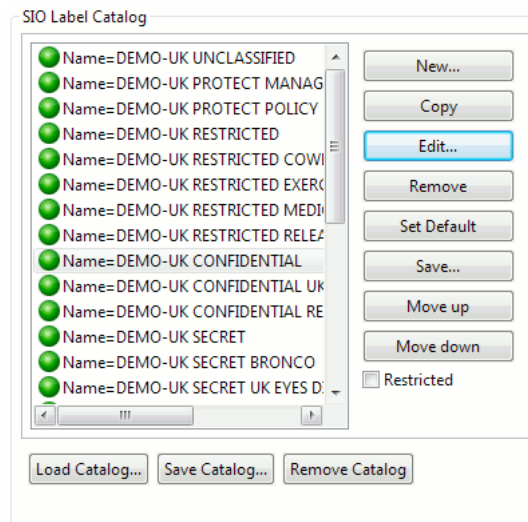 SIO Label Catalog
Name=DEMO-UK UNCLASSIFIED
Name=DEMO-UK PROTECT MANAG
Name=DEMO-UK PROTECT POLICY
Name=DEMO-UK RESTRICTED
Name=DEMO-UK RESTRICTED COW
Name=DEMO-UK RESTRICTED EXERC
Name=DEMO-UK RESTRICTED MEDI
Name=DEMO-UK RESTRICTED RELEA
Name=DEMO-UK CONFIDENTIAL
Name=DEMO-UK CONFIDENTIAL UK
Name=DEMO-UK CONFIDENTIAL RE
Name=DEMO-UK SECRET
Name=DEMO-UK SECRET BRONCO
Name=DEMO-UK SECRET UK EYES D
New...
Copy
Edit...
Remove
Set Default
Save...
Move up
Move down
Restricted
Load Catalog...
Save Catalog...
Remove Catalog